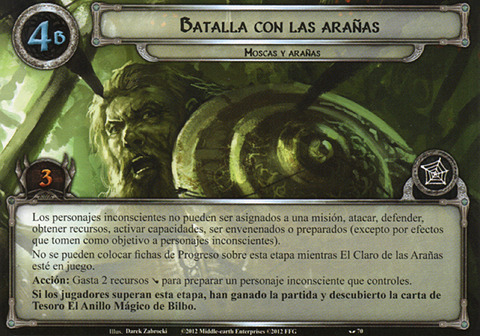 4B
BATALLA CON LAS ARAÑAS
MOSCAS Y ARAÑAS
3
Los personajes inconscientes no pueden ser asignados a una misión, atacar, defender,
obtener recursos, activar capacidades, ser envenenados o preparados (excepto por efectos
que tomen como objetivo a personajes inconscientes).
No se pueden colocar fichas de Progreso sobre esta etapa mientras El Claro de las Arañas
esté en juego.
Acción: Gasta 2 recursos para preparar un personaje inconsciente que controles.
Si los jugadores superan esta etapa, han ganado la partida y descubierto la carta de
Tesoro El Anillo Mágico de Bilbo.
Illus. Darek Zabrocki ©2012 Middle-earth Enterprises ©2012 FFG 70